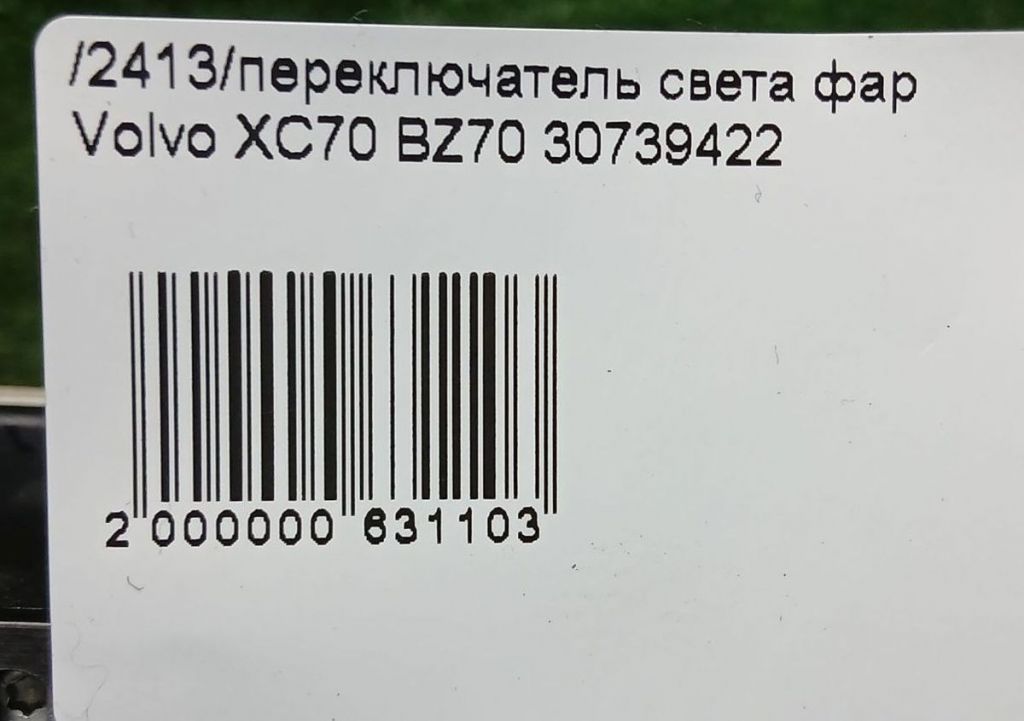 /2413/переключатель света фар
Volvo XC70 BZ70 30739422
2 000000 631103